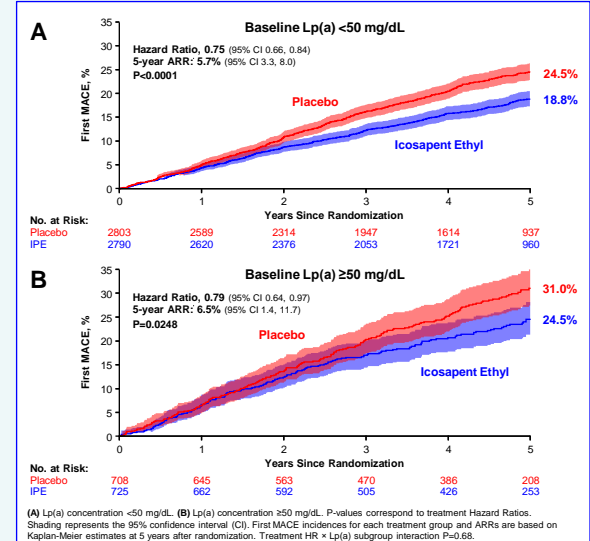 A
Baseline Lp(a) <50 mg/dL
Hazard Ratio, 0.75 (95% CI 0.66, 0.84)
5-year ARR: 5.7% (95% CI 3.3, 8.0)
P<0.0001
First MACE, %
35
30
25
20
15
10
5
0
Placebo
24.5%
18.8%
Icosapent Ethyl
0 1 2 3 4 5
Years Since Randomization
No. at Risk:
Placebo 2803 2589 2314 1947 1614 937
IPE 2790 2620 2376 2053 1721 960
B
Baseline Lp(a) ≥50 mg/dL
Hazard Ratio, 0.79 (95% CI 0.64, 0.97)
5-year ARR: 6.5% (95% CI 1.4, 11.7)
P=0.0248
First MACE, %
35
30
25
20
15
10
5
0
Placebo
31.0%
24.5%
Icosapent Ethyl
0 1 2 3 4 5
Years Since Randomization
No. at Risk:
Placebo 708 645 563 470 386 208
IPE 725 662 592 505 426 253
(A) Lp(a) concentration <50 mg/dL. (B) Lp(a) concentration ≥50 mg/dL. P-values correspond to treatment Hazard Ratios.
Shading represents the 95% confidence interval (CI). First MACE incidences for each treatment group and ARRs are based on
Kaplan-Meier estimates at 5 years after randomization. Treatment HR × Lp(a) subgroup interaction P=0.68.